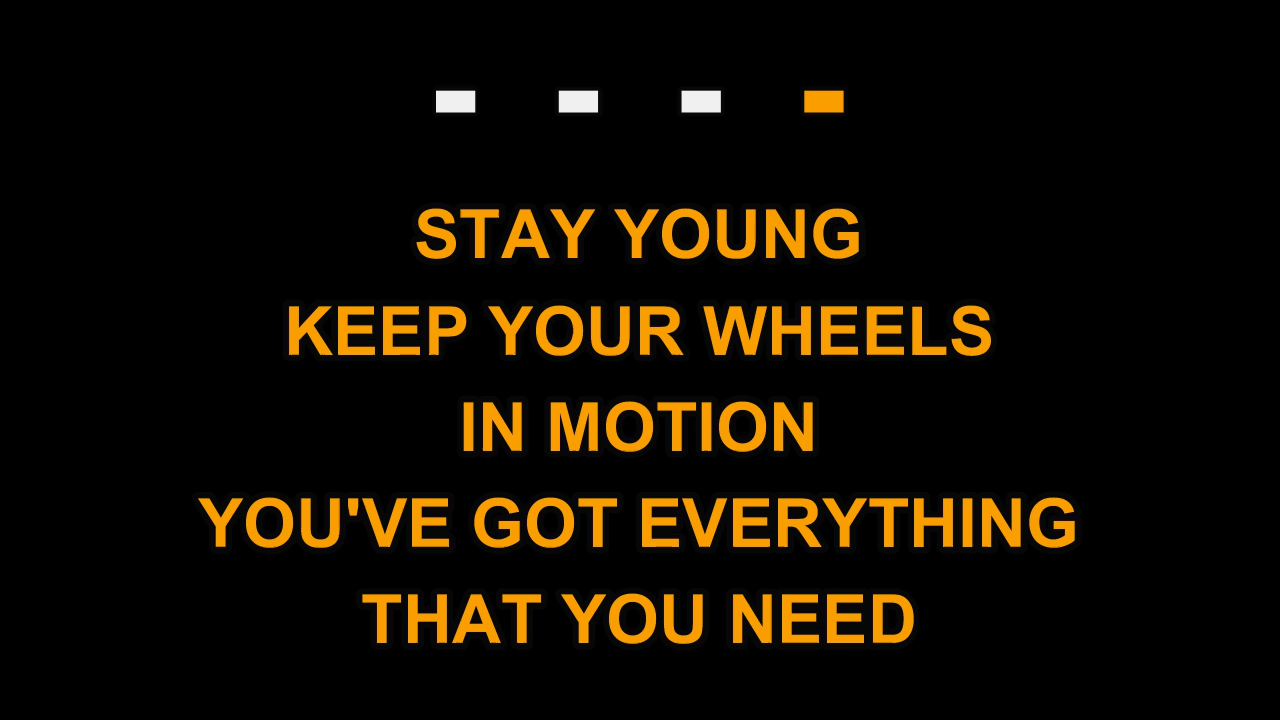 STAY YOUNG
KEEP YOUR WHEELS
IN MOTION
YOU'VE GOT EVERYTHING
THAT YOU NEED